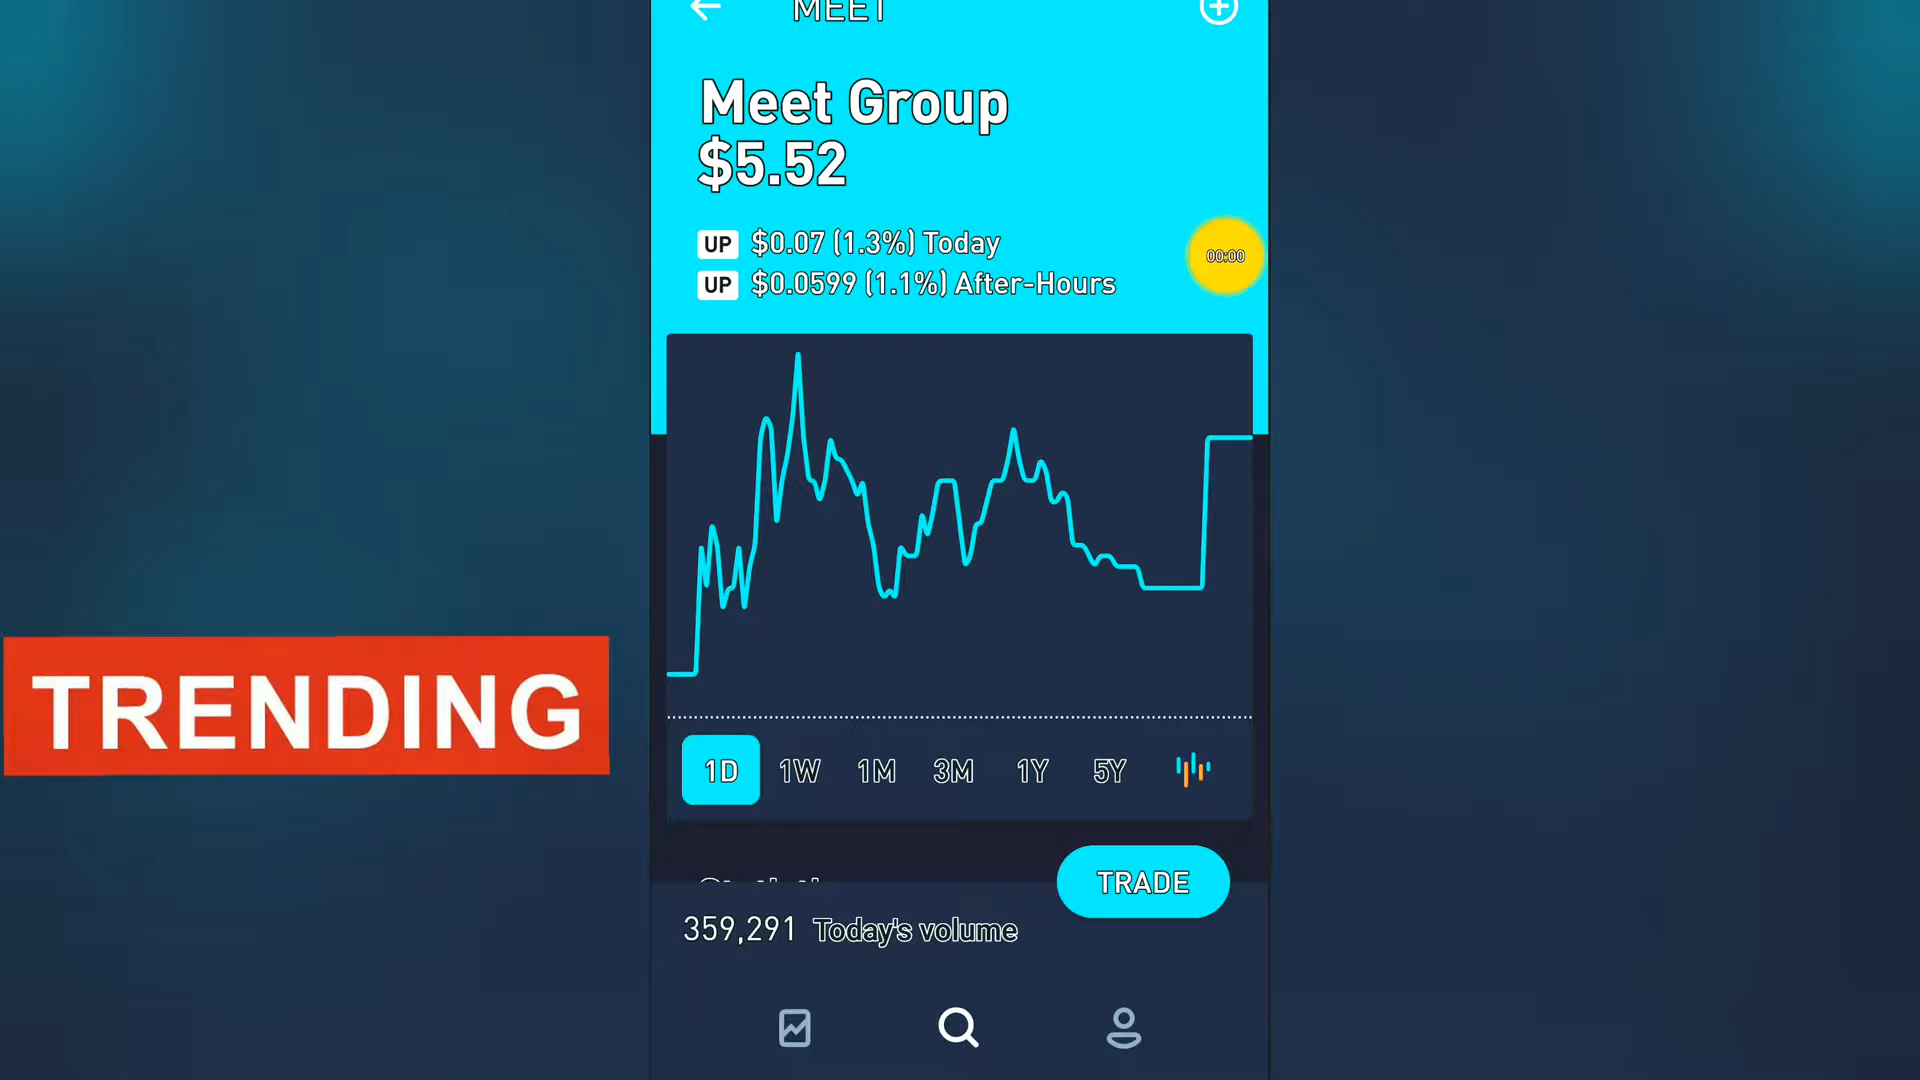 MEET
Meet Group
$5.52
UP $0.07 (1.3%) Today
UP $0.0599 (1.1%) After-Hours
00:00
TRENDING
1D 1W 1M 3M 1Y 5Y
TRADE
359,291 Today's volume